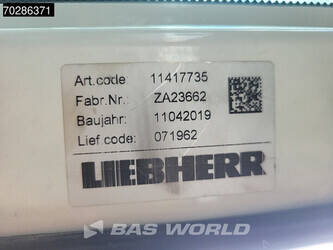 70286371
Art.code: 11417735
Fabr.Nr.: ZA23662
Baujahr: 11042019
Lief code: 071962
LIEBHERR
BAS WORLD